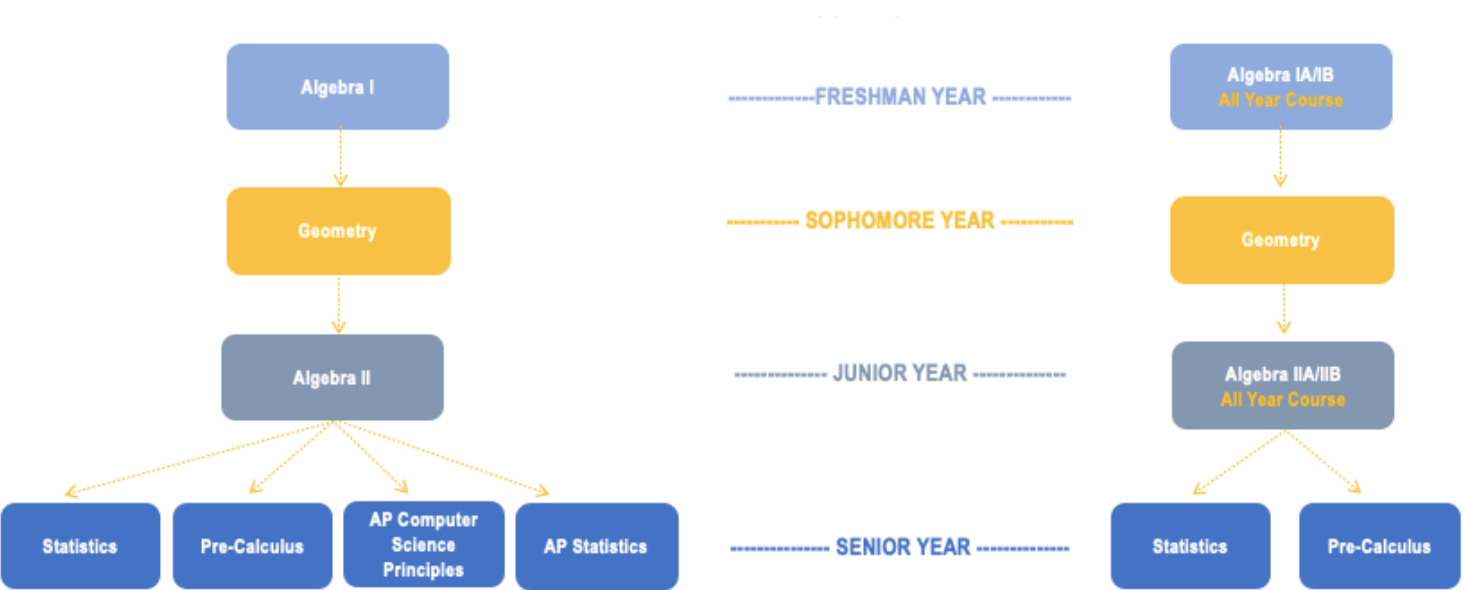 Algebra I
------------FRESHMAN YEAR ------------
Algebra IA/IB
All Year Course
Geometry
----------- SOPHOMORE YEAR -----------
Geometry
Algebra II
-------------- JUNIOR YEAR --------------
Algebra IIA/IIB
All Year Course
Statistics
Pre-Calculus
AP Computer
Science
Principles
AP Statistics
--------------- SENIOR YEAR --------------
Statistics
Pre-Calculus